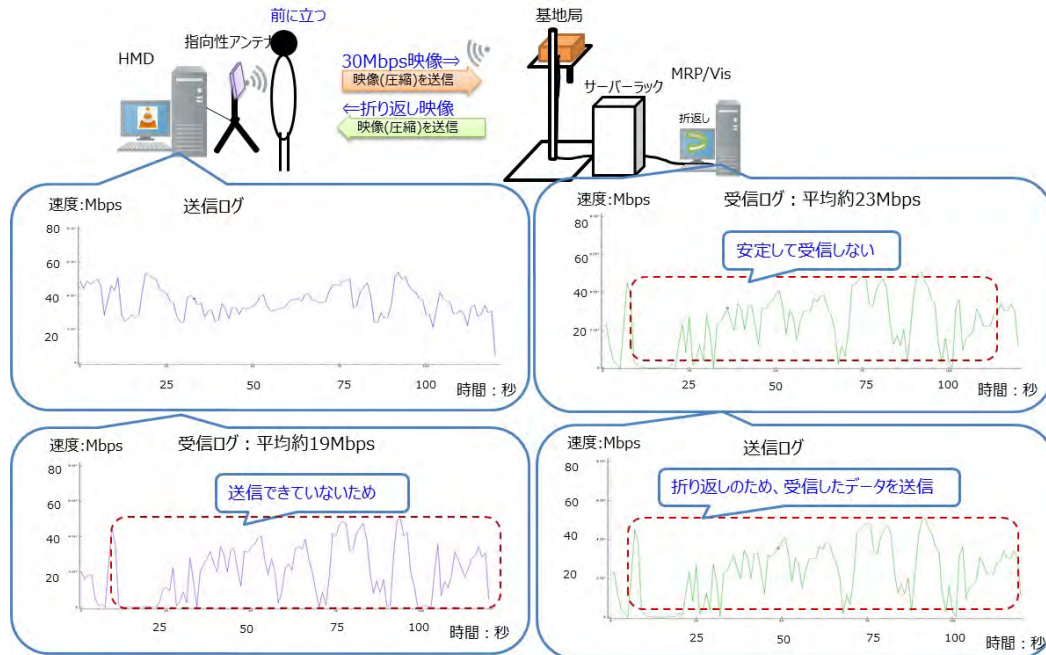 前に立つ
指向性アンテナ
HMD
30Mbps映像⇒
映像(圧縮)を送信
⇐折り返し映像
映像(圧縮)を送信
基地局
サーバーラック
MRP/Vis
折返し
速度:Mbps
送信ログ
80
60
40
20
25
50
75
100
時間：秒
速度:Mbps
受信ログ：平均約23Mbps
安定して受信しない
80
60
40
20
25
50
75
100
時間：秒
速度:Mbps
受信ログ：平均約19Mbps
送信できていないため
80
60
40
20
25
50
75
100
時間：秒
速度:Mbps
送信ログ
折り返しのため、受信したデータを送信
80
60
40
20
25
50
75
100
時間：秒